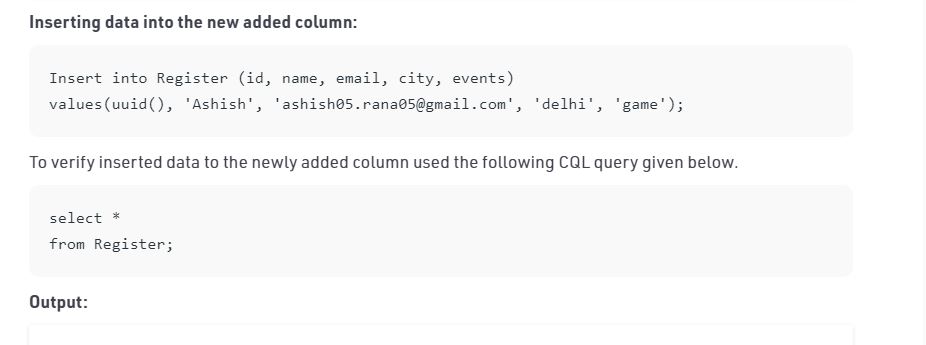 Inserting data into the new added column:
Insert into Register (id, name, email, city, events)
values(uuid(), 'Ashish', 'ashish05.rana05@gmail.com', 'delhi', 'game');
To verify inserted data to the newly added column used the following CQL query given below.
select *
from Register;
Output: